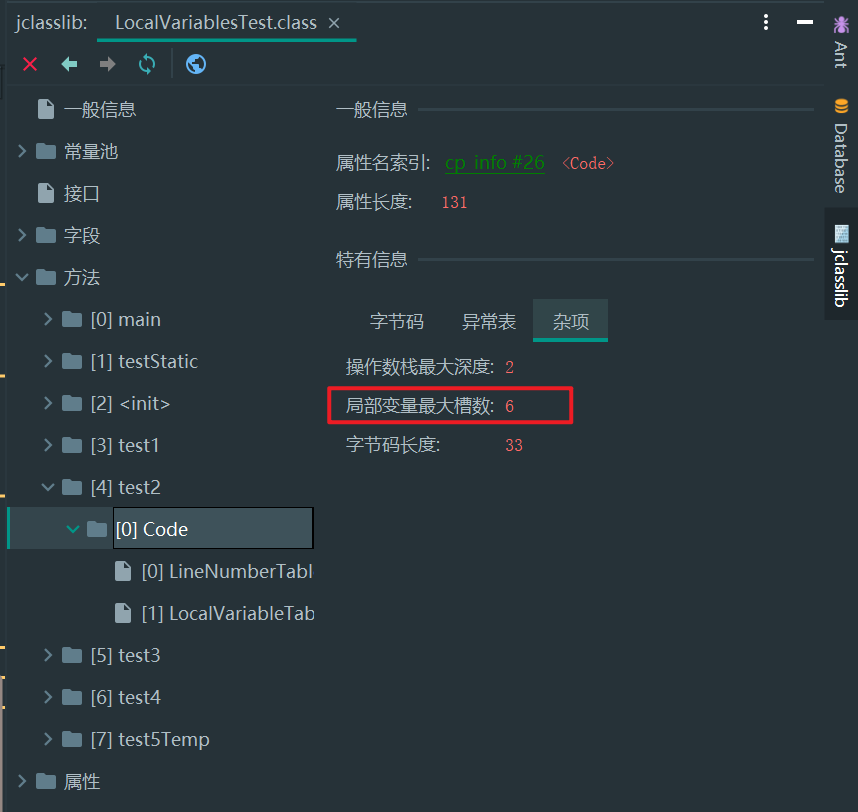 jclasslib: LocalVariablesTest.class
一般信息
常量池
接口
字段
方法
[0] main
[1] testStatic
[2] <init>
[3] test1
[4] test2
[0] Code
[0] LineNumberTabl
[1] LocalVariableTab
[5] test3
[6] test4
[7] test5Temp
属性
一般信息
属性名索引: cp_info #26 <Code>
属性长度: 131
特有信息
字节码 异常表 杂项
操作数栈最大深度: 2
局部变量最大槽数: 6
字节码长度: 33
Ant
Database
jclasslib